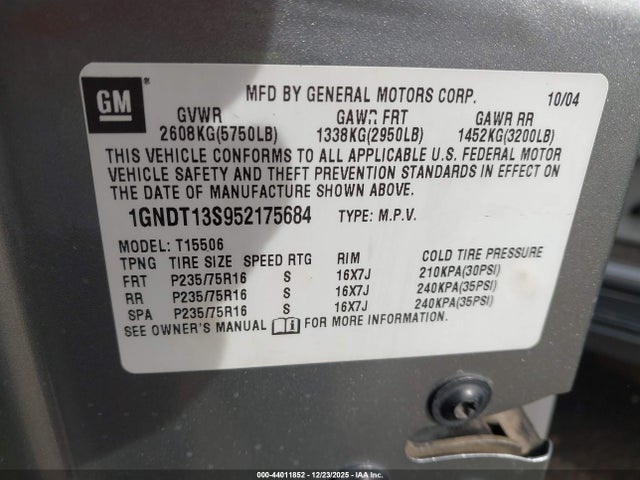 GM ®
MFD BY GENERAL MOTORS CORP. 10/04
GVWR GAWR FRT GAWR RR
2608KG(5750LB) 1338KG(2950LB) 1452KG(3200LB)
THIS VEHICLE CONFORMS TO ALL APPLICABLE U.S. FEDERAL MOTOR
VEHICLE SAFETY AND THEFT PREVENTION STANDARDS IN EFFECT ON
THE DATE OF MANUFACTURE SHOWN ABOVE.
1GNDT13S952175684 TYPE: M.P.V.
MODEL: T15506
TPNG TIRE SIZE SPEED RTG RIM COLD TIRE PRESSURE
FRT P235/75R16 S 16X7J 210KPA(30PSI)
RR P235/75R16 S 16X7J 240KPA(35PSI)
SPA P235/75R16 S 16X7J 240KPA(35PSI)
SEE OWNER'S MANUAL FOR MORE INFORMATION.
000-44011852 - 12/23/2025 - IAA Inc.